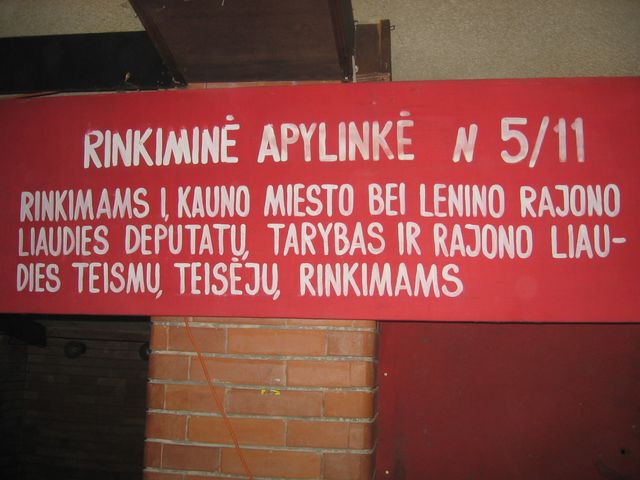 RINKIMINĖ APYLINKĖ N 5/11
RINKIMAMS Į KAUNO MIESTO BEI LENINO RAJONO
LIAUDIES DEPUTATŲ TARYBAS IR RAJONO LIAU-
DIES TEISMŲ TEISĖJŲ RINKIMAMS